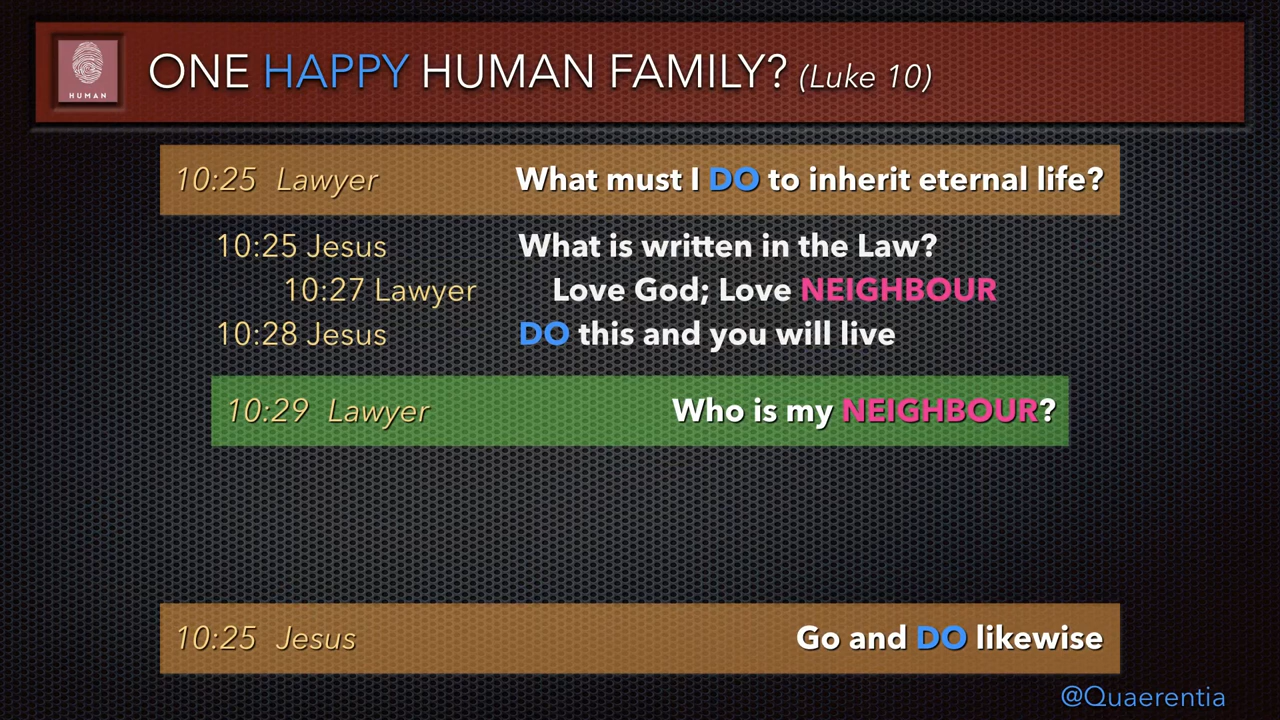 HUMAN
ONE HAPPY HUMAN FAMILY? (Luke 10)
10:25 Lawyer What must I DO to inherit eternal life?
10:25 Jesus What is written in the Law?
10:27 Lawyer Love God; Love NEIGHBOUR
10:28 Jesus DO this and you will live
10:29 Lawyer Who is my NEIGHBOUR?
10:25 Jesus Go and DO likewise
@Quaerentia